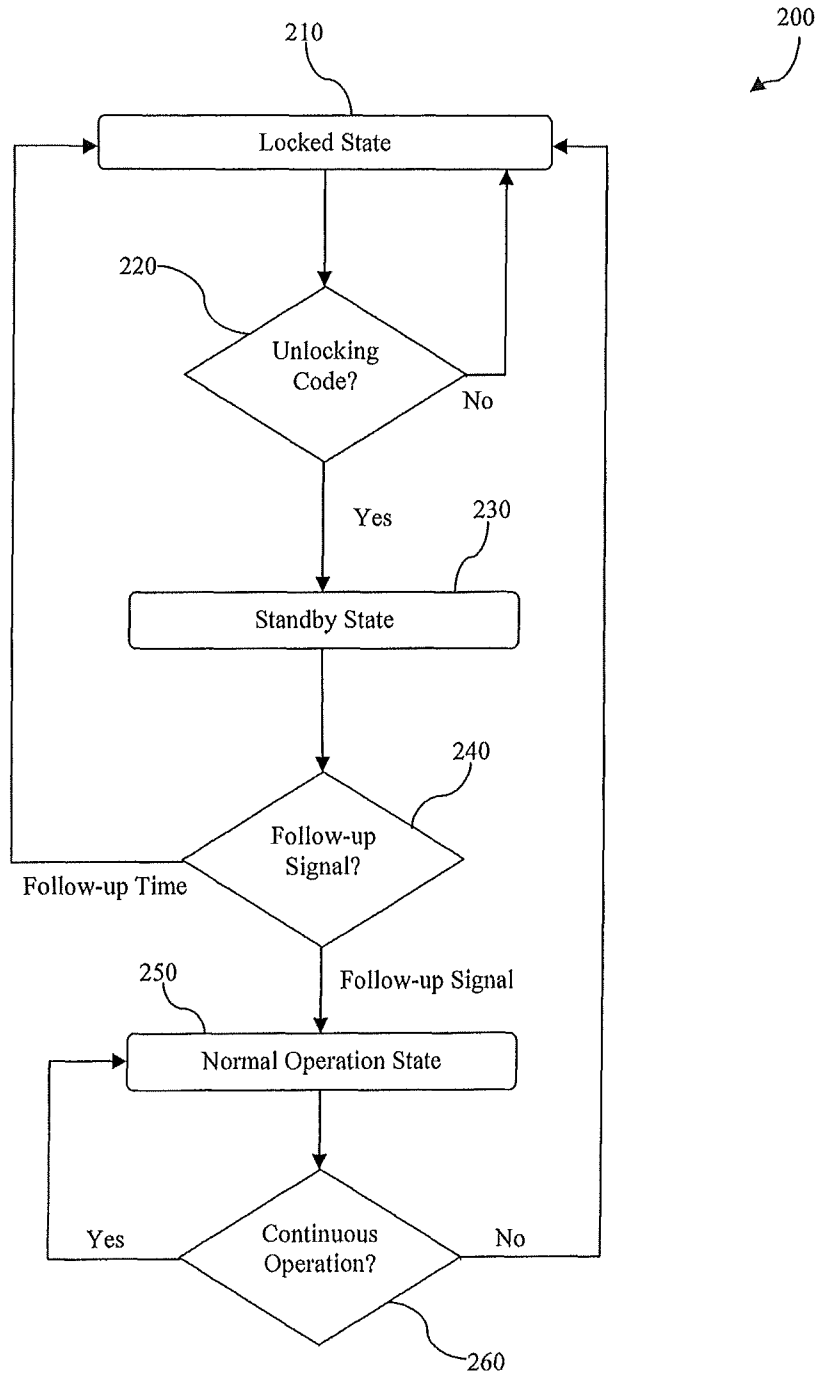 200
210
Locked State
220
Unlocking
Code?
No
Yes
230
Standby State
240
Follow-up
Signal?
Follow-up Time
Follow-up Signal
250
Normal Operation State
Continuous
Operation?
Yes
No
260